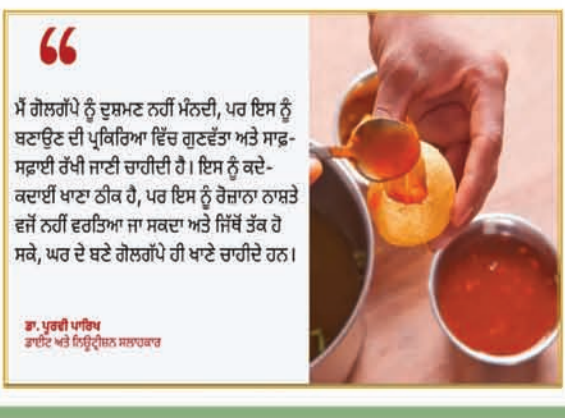 “
ਮੈਂ ਗੋਲਗੱਪੇ ਨੂੰ ਦੁਸ਼ਮਣ ਨਹੀਂ ਮੰਨਦੀ, ਪਰ ਇਸ ਨੂੰ
ਬਣਾਉਣ ਦੀ ਪ੍ਰਕਿਰਿਆ ਵਿੱਚ ਗੁਣਵੱਤਾ ਅਤੇ ਸਾਫ਼-
ਸਫ਼ਾਈ ਰੱਖੀ ਜਾਣੀ ਚਾਹੀਦੀ ਹੈ। ਇਸ ਨੂੰ ਕਦੇ-
ਕਦਾਈਂ ਖਾਣਾ ਠੀਕ ਹੈ, ਪਰ ਇਸ ਨੂੰ ਰੋਜ਼ਾਨਾ ਨਾਸ਼ਤੇ
ਵਜੋਂ ਨਹੀਂ ਵਰਤਿਆ ਜਾ ਸਕਦਾ ਅਤੇ ਜਿੱਥੋਂ ਤੱਕ ਹੋ
ਸਕੇ, ਘਰ ਦੇ ਬਣੇ ਗੋਲਗੱਪੇ ਹੀ ਖਾਣੇ ਚਾਹੀਦੇ ਹਨ।
ਡਾ. ਪੂਰਵੀ ਪਾਰਿਖ
ਡਾਈਟ ਅਤੇ ਨਿਊਟ੍ਰੀਸ਼ਨ ਸਲਾਹਕਾਰ